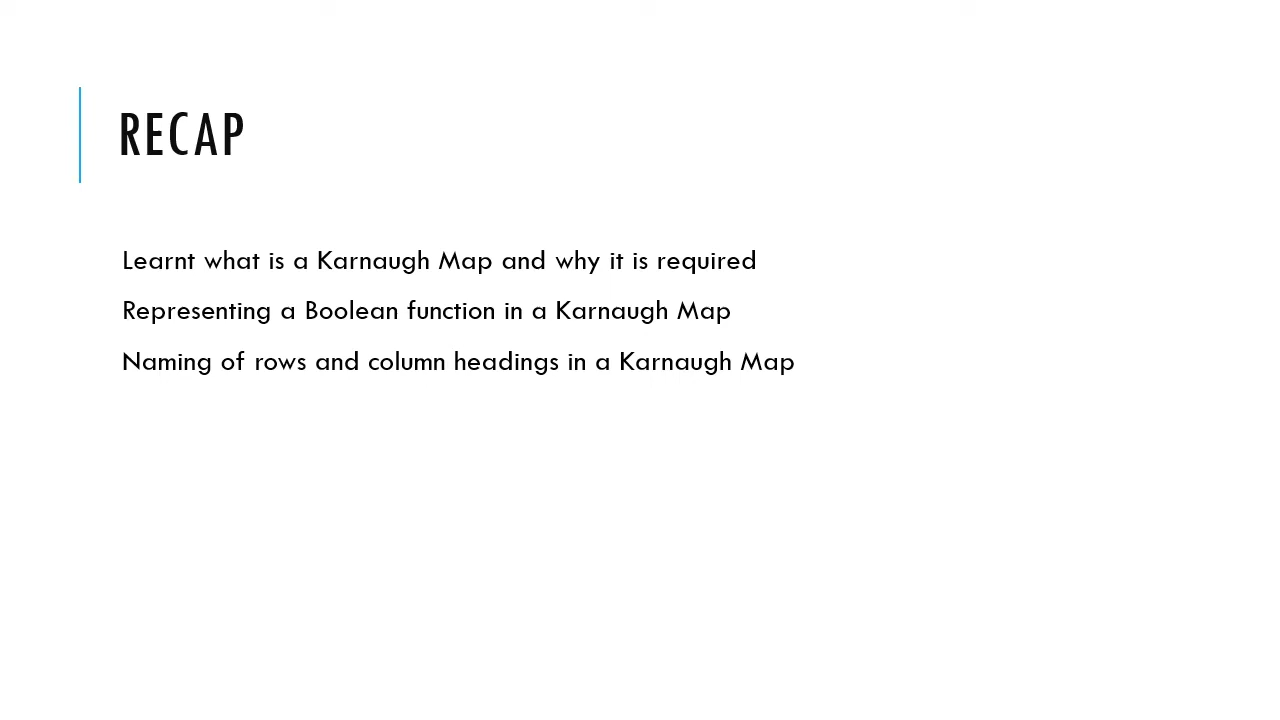 RECAP
Learnt what is a Karnaugh Map and why it is required
Representing a Boolean function in a Karnaugh Map
Naming of rows and column headings in a Karnaugh Map